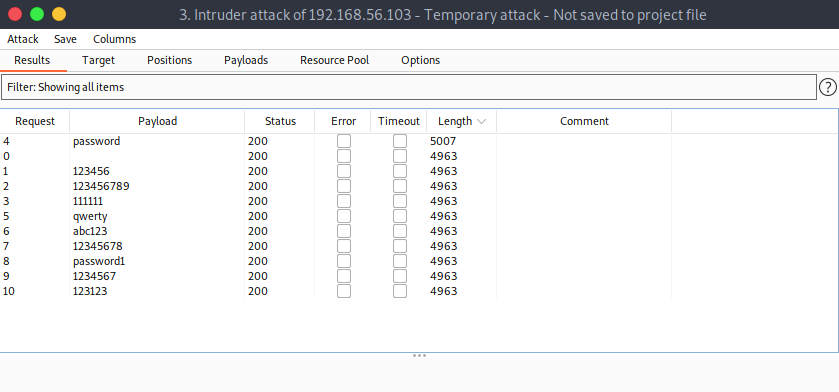 3. Intruder attack of 192.168.56.103 - Temporary attack - Not saved to project file
Attack Save Columns
Results Target Positions Payloads Resource Pool Options
Filter: Showing all items ?
Request Payload Status Error Timeout Length Comment
4 password 200 5007
0 200 4963
1 123456 200 4963
2 123456789 200 4963
3 111111 200 4963
5 qwerty 200 4963
6 abc123 200 4963
7 12345678 200 4963
8 password1 200 4963
9 1234567 200 4963
10 123123 200 4963